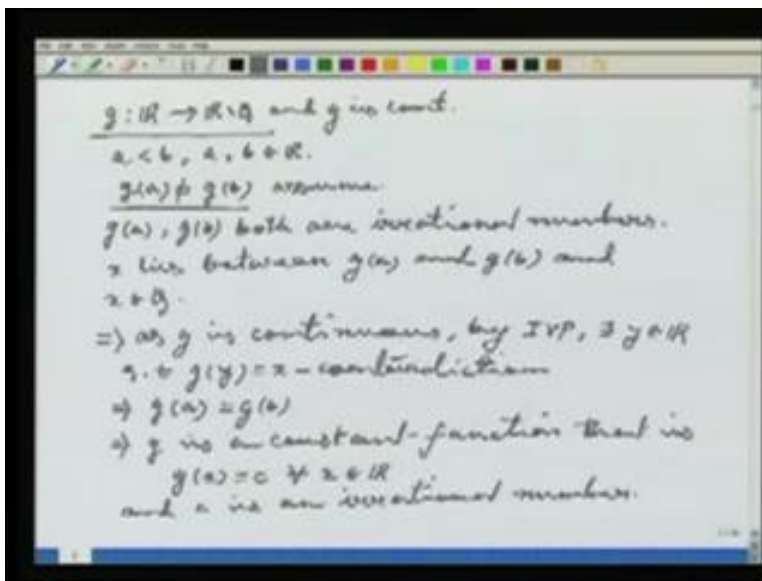 g : ℝ → ℝ\ℚ and g is cont.
a < b, a, b ∈ ℝ.
g(a) ≠ g(b) assume
g(a), g(b) both are irrational numbers.
x lies between g(a) and g(b) and
x ∈ ℚ.
⇒ as g is continuous, by IVP, ∃ y ∈ ℝ
s.t g(y) = x - contradiction
⇒ g(a) = g(b)
⇒ g is a constant-function that is
g(x) = c ∀ x ∈ ℝ
and c is an irrational number.